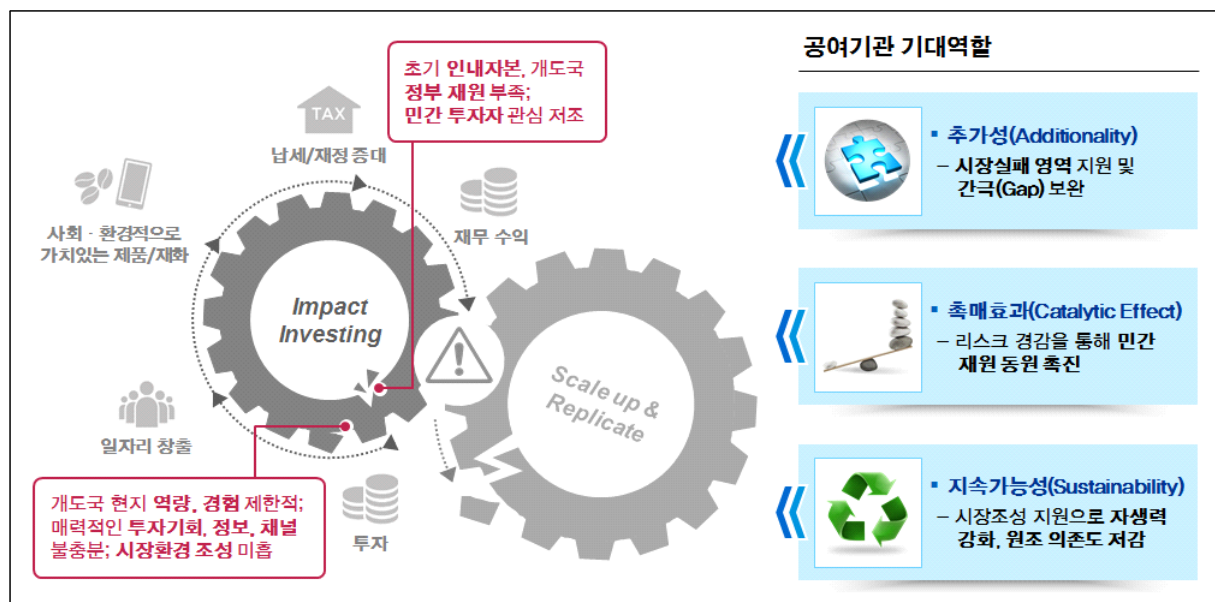 초기 인내자본, 개도국
정부 재원 부족;
민간 투자자 관심 저조
TAX
납세/재정 증대
사회 · 환경적으로
가치있는 제품/재화
재무 수익
Impact
Investing
Scale up &
Replicate
일자리 창출
투자
개도국 현지 역량, 경험 제한적;
매력적인 투자기회, 정보, 채널
불충분; 시장환경 조성 미흡
공여기관 기대역할
▪ 추가성(Additionality)
– 시장실패 영역 지원 및
간극(Gap) 보완
▪ 촉매효과(Catalytic Effect)
– 리스크 경감을 통해 민간
재원 동원 촉진
▪ 지속가능성(Sustainability)
– 시장조성 지원으로 자생력
강화, 원조 의존도 저감